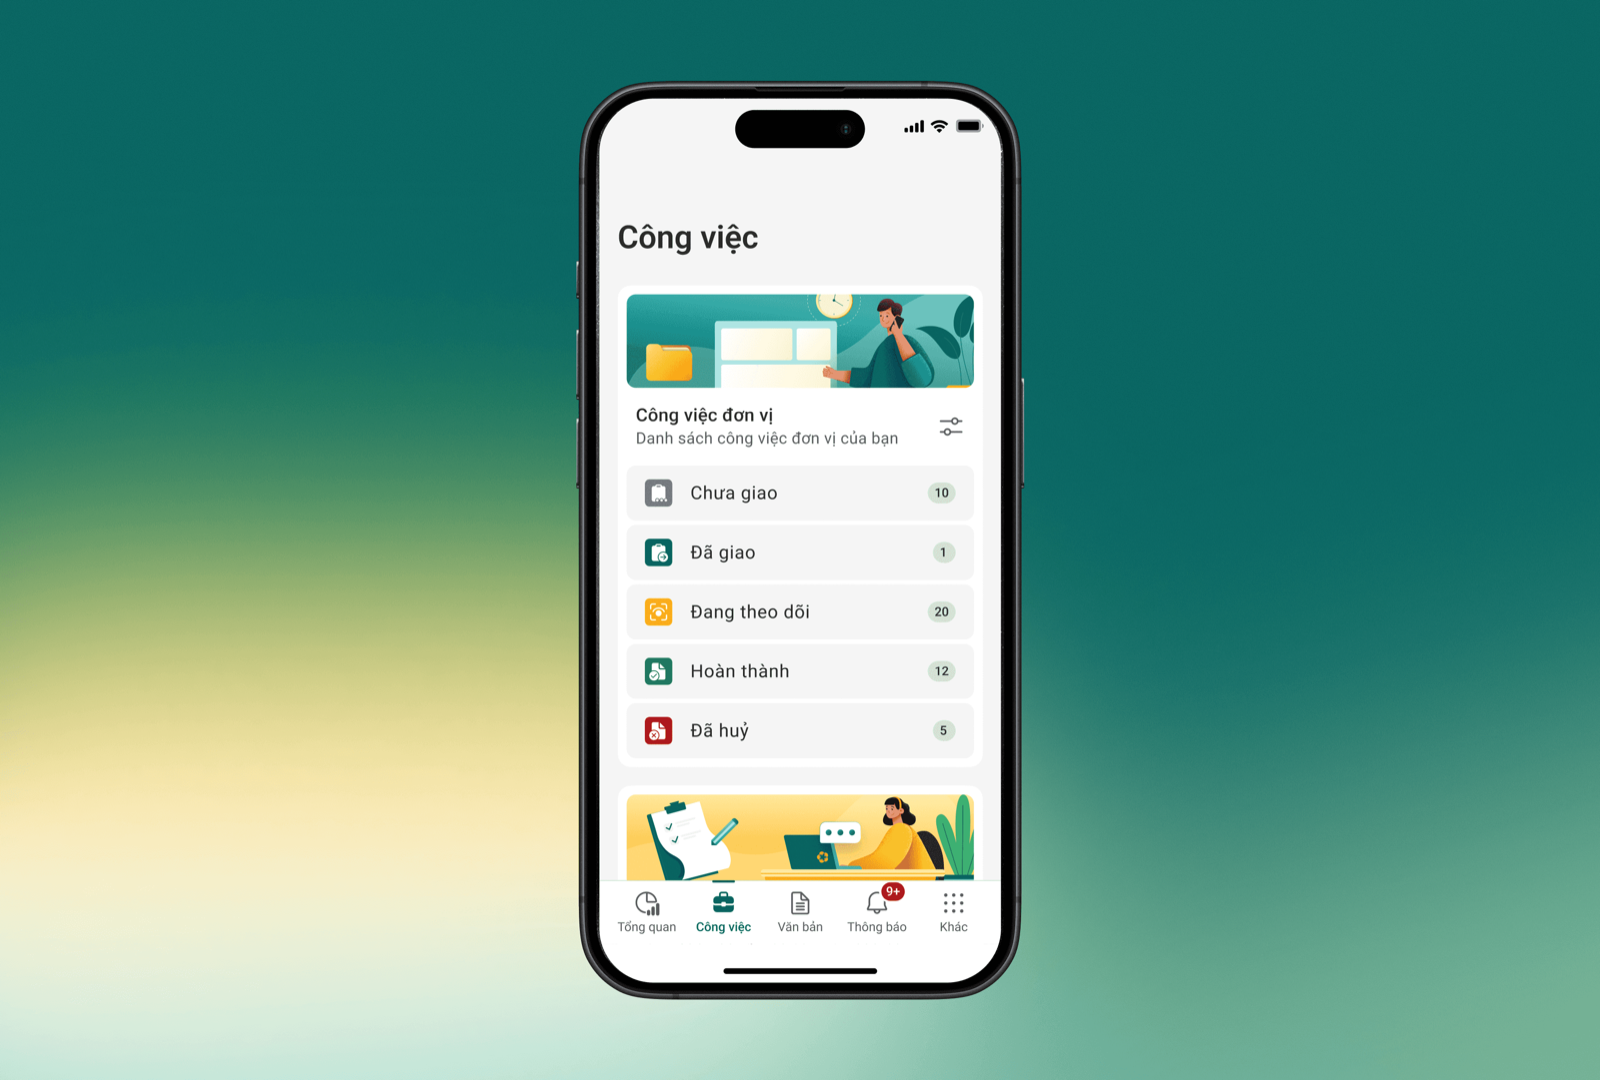 Công việc
Công việc đơn vị
Danh sách công việc đơn vị của bạn
Chưa giao 10
Đã giao 1
Đang theo dõi 20
Hoàn thành 12
Đã huỷ 5
9+
Tổng quan Công việc Văn bản Thông báo Khác